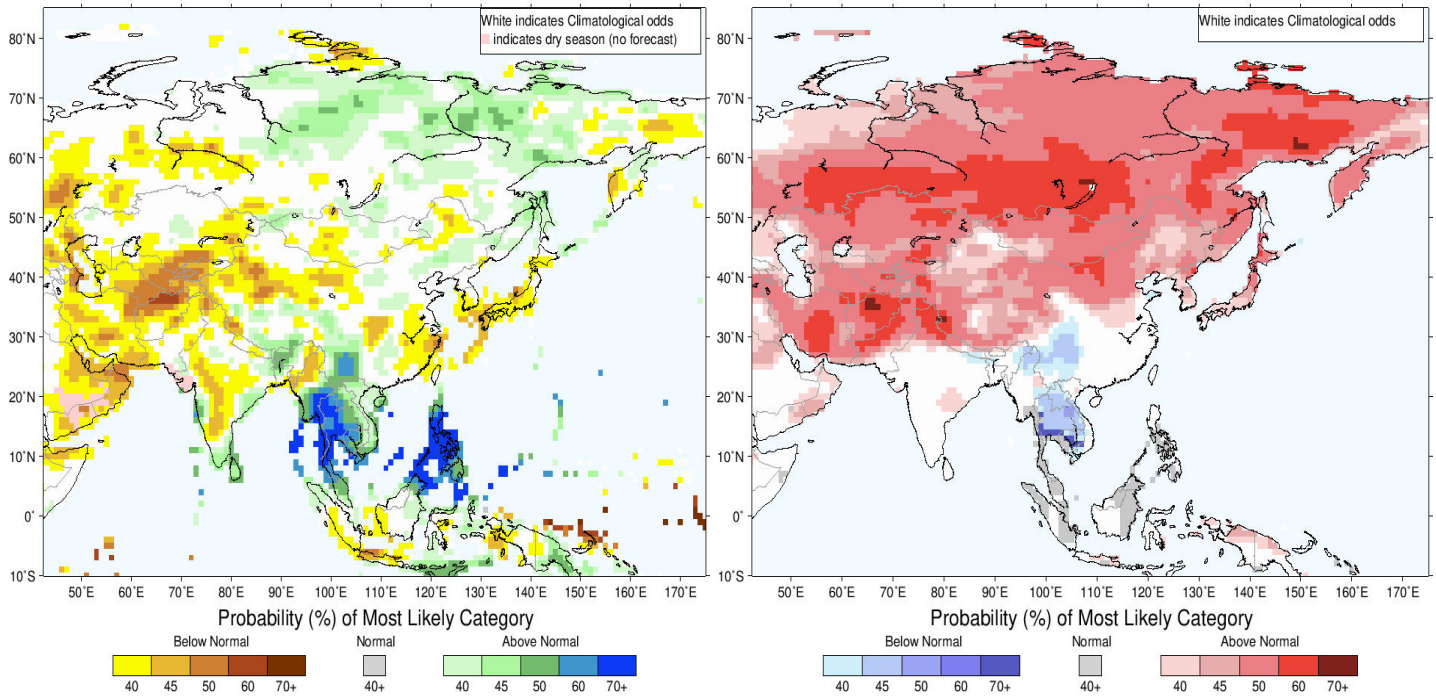 White indicates Climatological odds
indicates dry season (no forecast)
80˚N
70˚N
60˚N
50˚N
40˚N
30˚N
20˚N
10˚N
0˚
10˚S
50˚E 60˚E 70˚E 80˚E 90˚E 100˚E 110˚E 120˚E 130˚E 140˚E 150˚E 160˚E 170˚E
Probability (%) of Most Likely Category
Below Normal Normal Above Normal
40 45 50 60 70+ 40+ 40 45 50 60 70+
White indicates Climatological odds
80˚N
70˚N
60˚N
50˚N
40˚N
30˚N
20˚N
10˚N
0˚
10˚S
50˚E 60˚E 70˚E 80˚E 90˚E 100˚E 110˚E 120˚E 130˚E 140˚E 150˚E 160˚E 170˚E
Probability (%) of Most Likely Category
Below Normal Normal Above Normal
40 45 50 60 70+ 40+ 40 45 50 60 70+